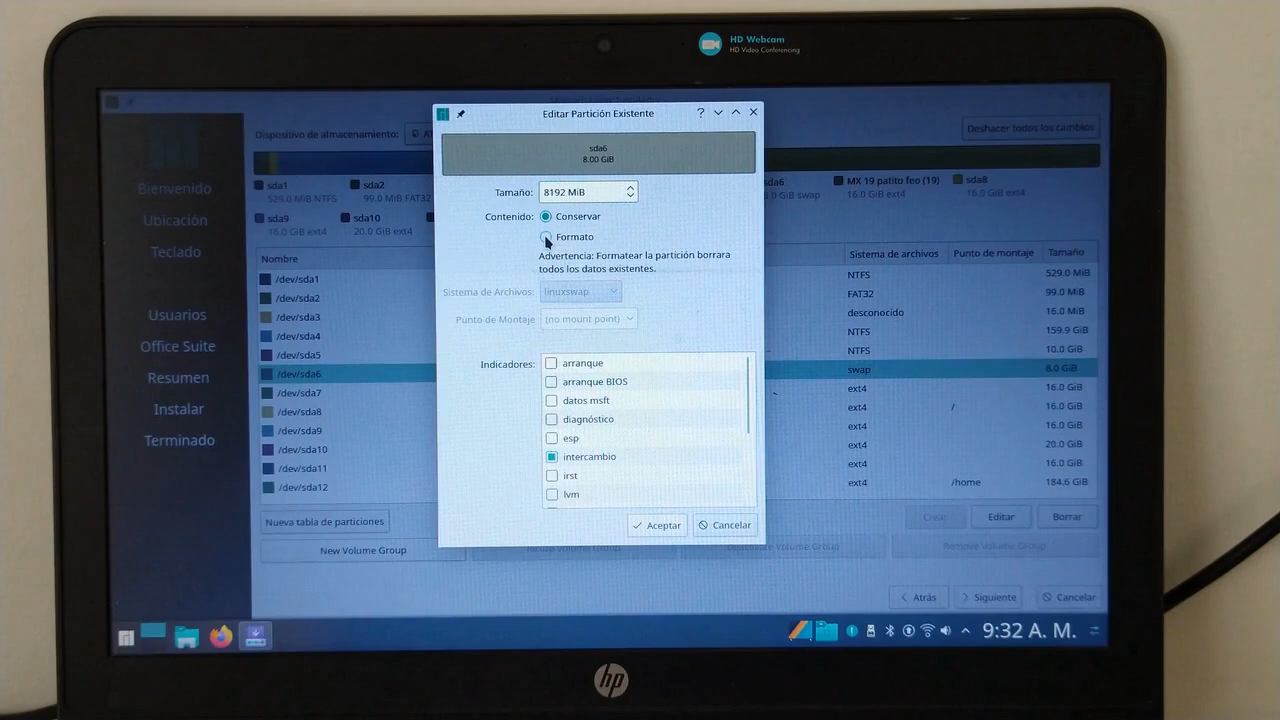 HD Webcam
HD Video Conferencing
Editar Partición Existente
Dispositivo de almacenamiento:
Deshacer todos los cambios
sda6
8.00 GiB
sda1
529.0 MiB NTFS
sda2
99.0 MiB FAT32
sda6
8.0 GiB swap
MX 19 patito feo (19)
16.0 GiB ext4
sda8
16.0 GiB ext4
sda9
16.0 GiB ext4
sda10
20.0 GiB ext4
Bienvenido
Ubicación
Teclado
Usuarios
Office Suite
Resumen
Instalar
Terminado
Tamaño: 8192 MiB
Contenido: Conservar
Formato
Advertencia: Formatear la partición borrara
todos los datos existentes.
Sistema de Archivos: linuxswap
Punto de Montaje (no mount point)
Indicadores: arranque
arranque BIOS
datos msft
diagnóstico
esp
intercambio
irst
lvm
Aceptar Cancelar
Nombre Sistema de archivos Punto de montaje Tamaño
/dev/sda1 NTFS 529.0 MiB
/dev/sda2 FAT32 99.0 MiB
/dev/sda3 desconocido 16.0 MiB
/dev/sda4 NTFS 159.9 GiB
/dev/sda5 NTFS 10.0 GiB
/dev/sda6 swap 8.0 GiB
/dev/sda7 ext4 16.0 GiB
/dev/sda8 ext4 / 16.0 GiB
/dev/sda9 ext4 16.0 GiB
/dev/sda10 ext4 20.0 GiB
/dev/sda11 ext4 16.0 GiB
/dev/sda12 ext4 /home 184.6 GiB
Nueva tabla de particiones Crear Editar Borrar
New Volume Group Resize Volume Group Deactivate Volume Group Remove Volume Group
Atrás Siguiente Cancelar
9:32 A. M.
hp